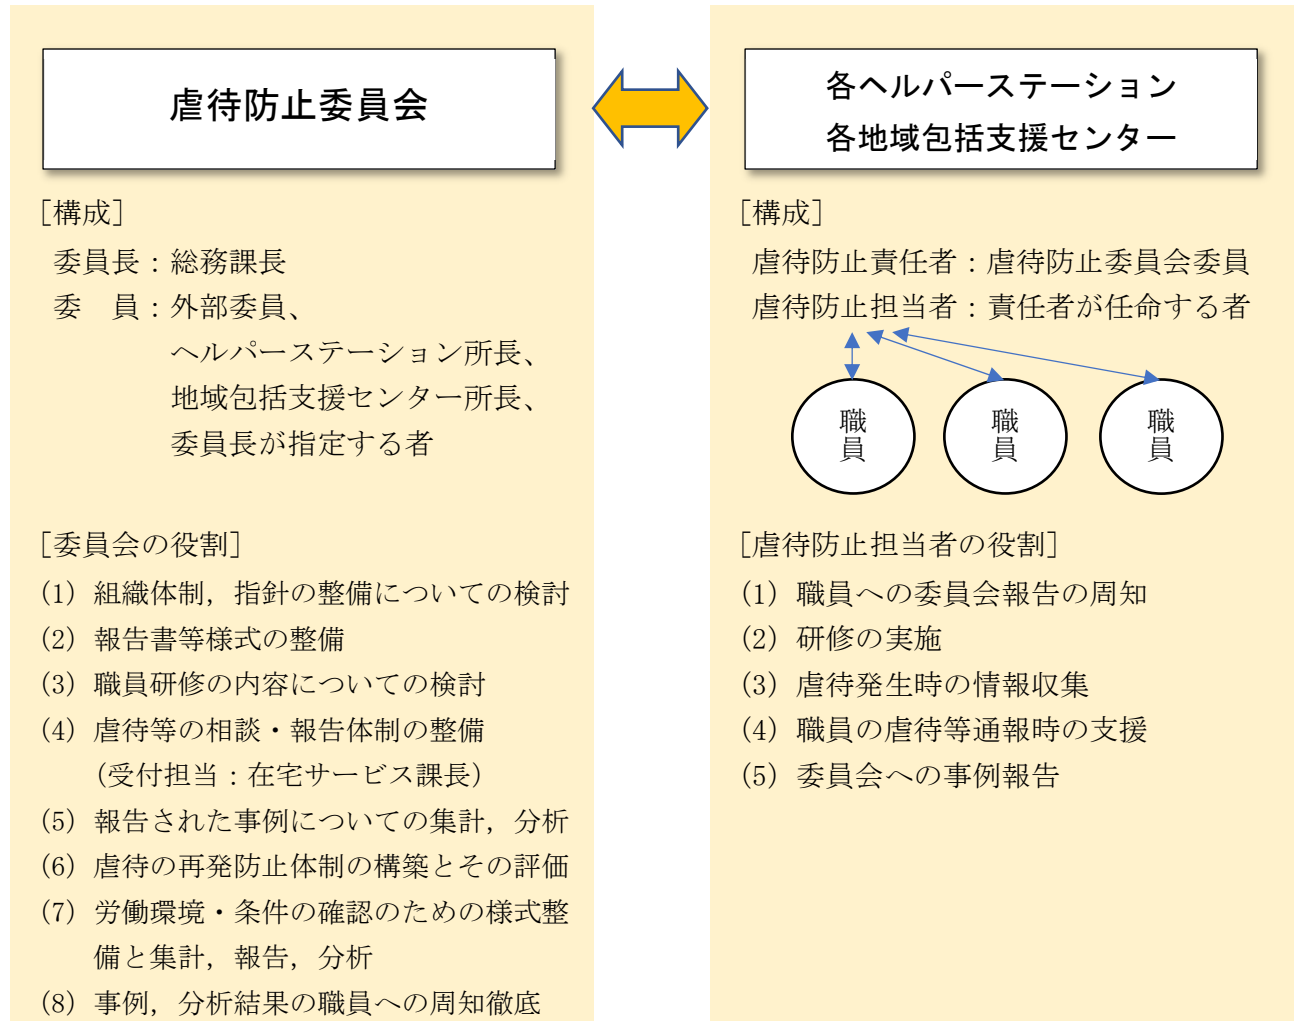 虐待防止委員会
［構成］
委員長：総務課長
委　員：外部委員、
ヘルパーステーション所長、
地域包括支援センター所長、
委員長が指定する者
［委員会の役割］
(1) 組織体制，指針の整備についての検討
(2) 報告書等様式の整備
(3) 職員研修の内容についての検討
(4) 虐待等の相談・報告体制の整備
（受付担当：在宅サービス課長）
(5) 報告された事例についての集計，分析
(6) 虐待の再発防止体制の構築とその評価
(7) 労働環境・条件の確認のための様式整
備と集計，報告，分析
(8) 事例，分析結果の職員への周知徹底
各ヘルパーステーション
各地域包括支援センター
［構成］
虐待防止責任者：虐待防止委員会委員
虐待防止担当者：責任者が任命する者
職員
職員
職員
［虐待防止担当者の役割］
(1) 職員への委員会報告の周知
(2) 研修の実施
(3) 虐待発生時の情報収集
(4) 職員の虐待等通報時の支援
(5) 委員会への事例報告